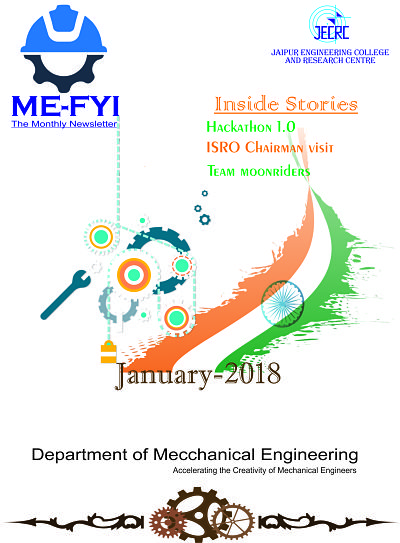 JECRC
JAIPUR ENGINEERING COLLEGE
AND RESEARCH CENTRE
ME-FYI
The Monthly Newsletter
Inside Stories
Hackathon 1.0
ISRO Chairman visit
Team moonriders
January-2018
Department of Mecchanical Engineering
Accelerating the Creativity of Mechanical Engineers